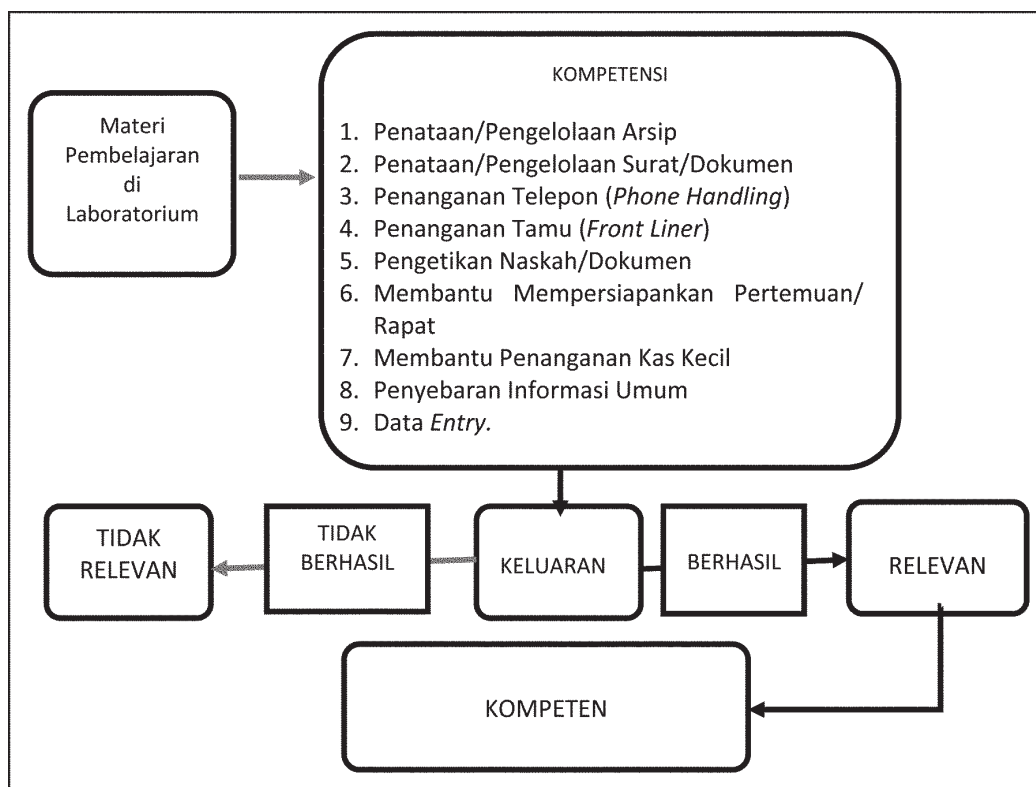 Materi
Pembelajaran
di
Laboratorium
KOMPETENSI
1. Penataan/Pengelolaan Arsip
2. Penataan/Pengelolaan Surat/Dokumen
3. Penanganan Telepon (Phone Handling)
4. Penanganan Tamu (Front Liner)
5. Pengetikan Naskah/Dokumen
6. Membantu Mempersiapankan Pertemuan/
Rapat
7. Membantu Penanganan Kas Kecil
8. Penyebaran Informasi Umum
9. Data Entry.
TIDAK
RELEVAN
TIDAK
BERHASIL
KELUARAN
BERHASIL
RELEVAN
KOMPETEN